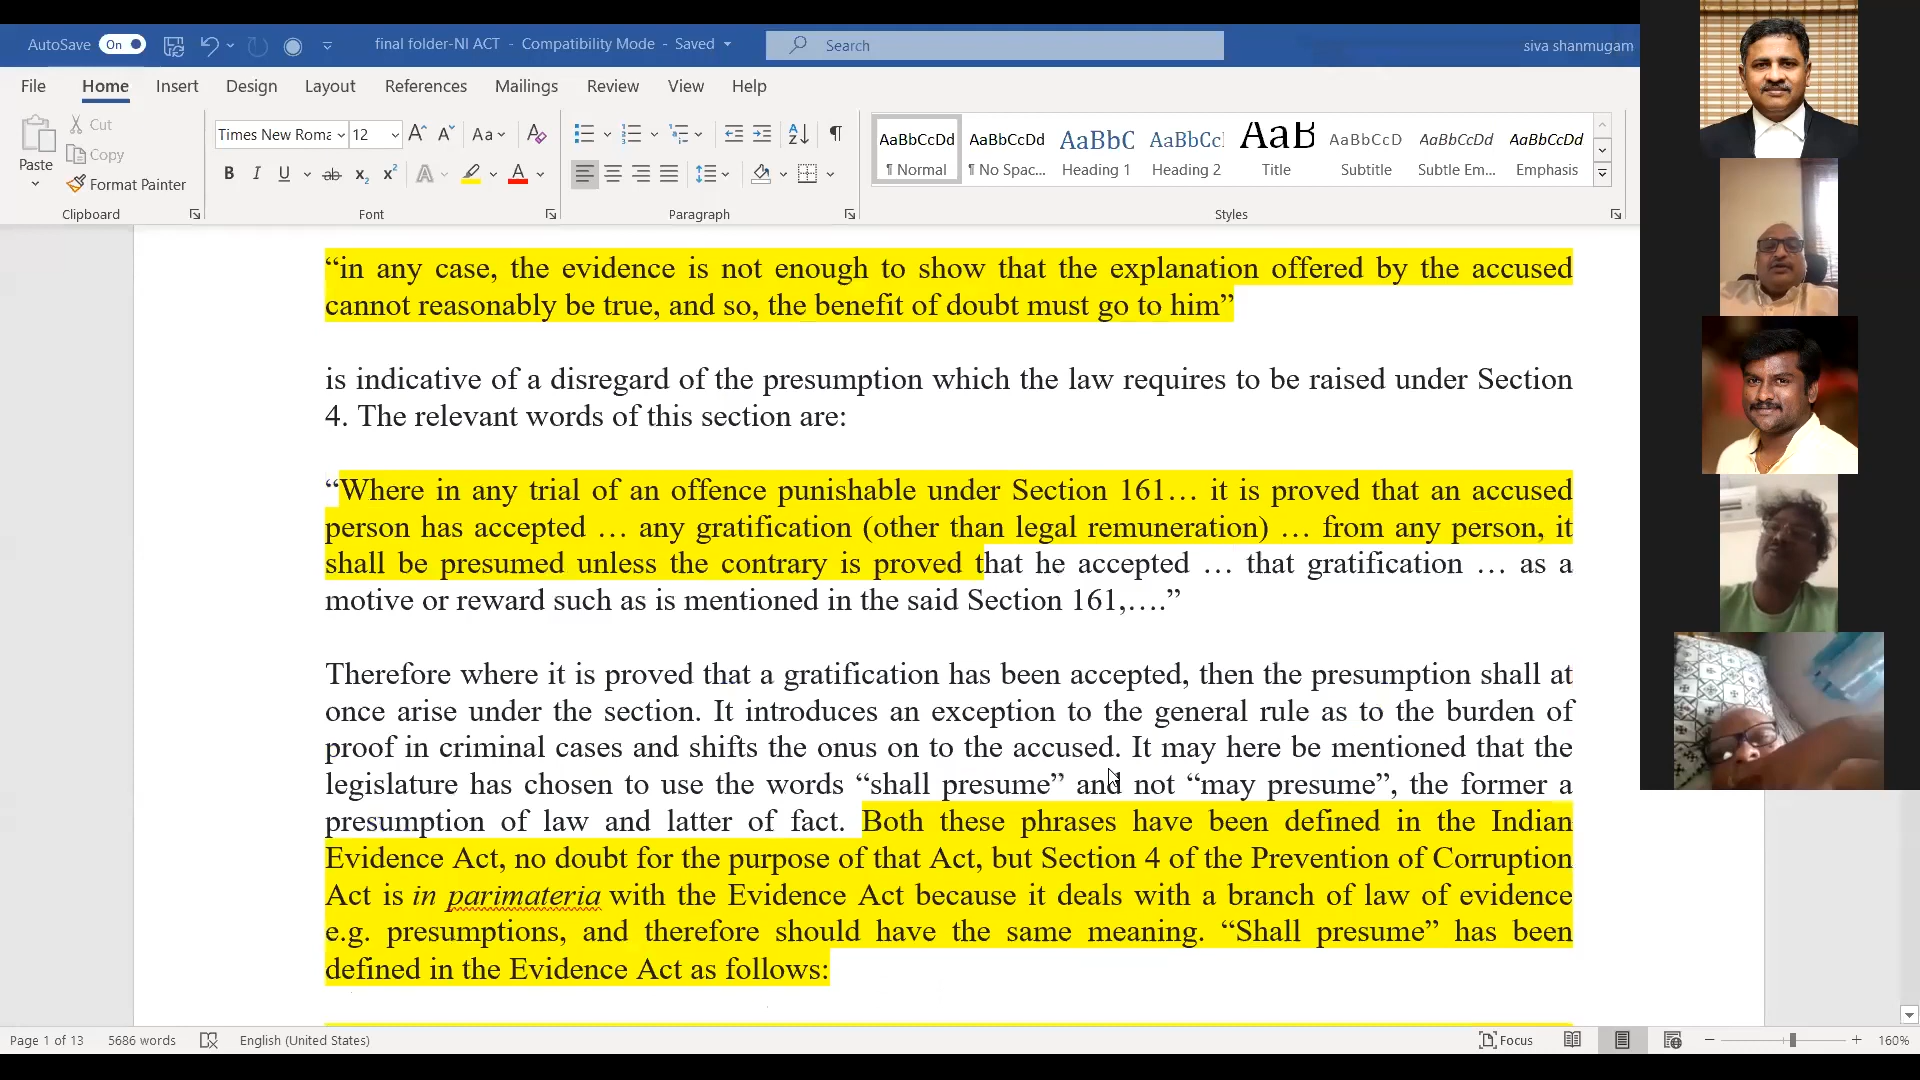 AutoSave On final folder-NI ACT - Compatibility Mode - Saved Search siva shanmugam
File Home Insert Design Layout References Mailings Review View Help
Paste Cut Copy Format Painter
Times New Roma 12
AaBbCcDd AaBbCcDd AaBbC AaBbCcI AaB AaBbCcD AaBbCcDd AaBbCcDd
¶ Normal ¶ No Spac... Heading 1 Heading 2 Title Subtitle Subtle Em... Emphasis
Clipboard Font Paragraph Styles
“in any case, the evidence is not enough to show that the explanation offered by the accused
cannot reasonably be true, and so, the benefit of doubt must go to him”
is indicative of a disregard of the presumption which the law requires to be raised under Section
4. The relevant words of this section are:
“Where in any trial of an offence punishable under Section 161… it is proved that an accused
person has accepted … any gratification (other than legal remuneration) … from any person, it
shall be presumed unless the contrary is proved that he accepted … that gratification … as a
motive or reward such as is mentioned in the said Section 161,….”
Therefore where it is proved that a gratification has been accepted, then the presumption shall at
once arise under the section. It introduces an exception to the general rule as to the burden of
proof in criminal cases and shifts the onus on to the accused. It may here be mentioned that the
legislature has chosen to use the words “shall presume” and not “may presume”, the former a
presumption of law and latter of fact. Both these phrases have been defined in the Indian
Evidence Act, no doubt for the purpose of that Act, but Section 4 of the Prevention of Corruption
Act is in parimateria with the Evidence Act because it deals with a branch of law of evidence
e.g. presumptions, and therefore should have the same meaning. “Shall presume” has been
defined in the Evidence Act as follows:
Page 1 of 13 5686 words English (United States) Focus 160%